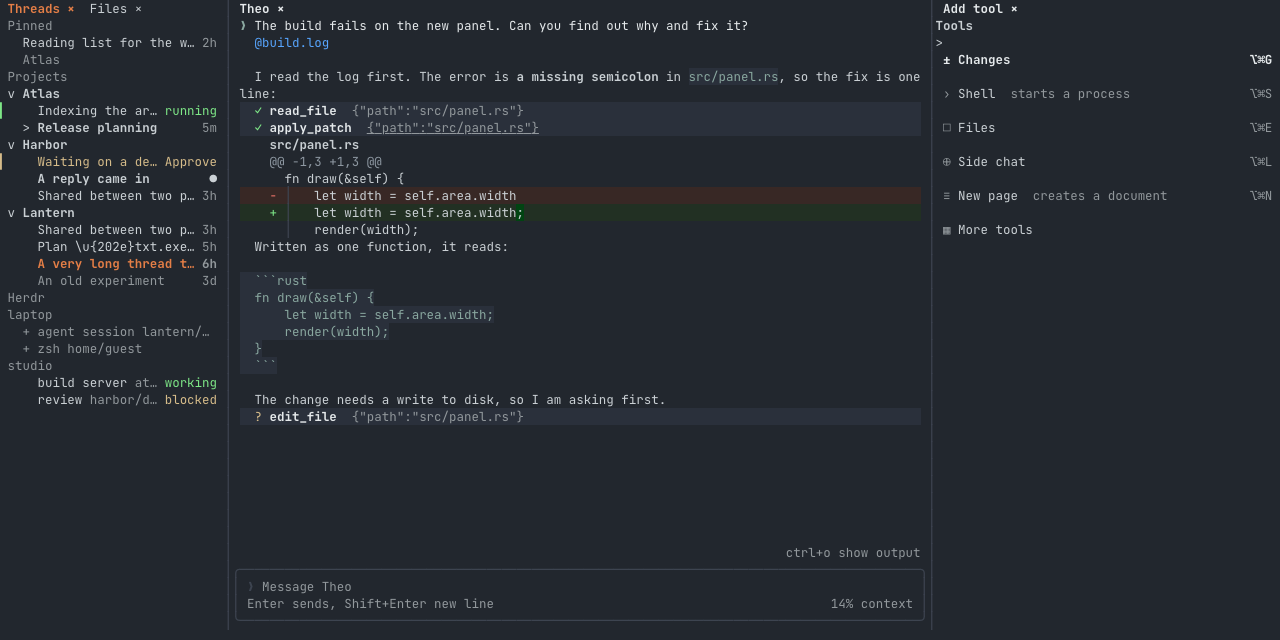 Threads × Files ×
Pinned
Reading list for the w… 2h
Atlas
Projects
v Atlas
Indexing the ar… running
> Release planning 5m
v Harbor
Waiting on a de… Approve
A reply came in ●
Shared between two p… 3h
v Lantern
Shared between two p… 3h
Plan \u{202e}txt.exe… 5h
A very long thread t… 6h
An old experiment 3d
Herdr
laptop
+ agent session lantern/…
+ zsh home/guest
studio
build server at… working
review harbor/d… blocked
Theo ×
❫ The build fails on the new panel. Can you find out why and fix it?
@build.log
I read the log first. The error is a missing semicolon in src/panel.rs, so the fix is one
line:
✓ read_file {"path":"src/panel.rs"}
✓ apply_patch {"path":"src/panel.rs"}
src/panel.rs
@@ -1,3 +1,3 @@
fn draw(&self) {
- let width = self.area.width
+ let width = self.area.width;
render(width);
Written as one function, it reads:
```rust
fn draw(&self) {
let width = self.area.width;
render(width);
}
```
The change needs a write to disk, so I am asking first.
? edit_file {"path":"src/panel.rs"}
ctrl+o show output
❫ Message Theo
Enter sends, Shift+Enter new line 14% context
Add tool ×
Tools
>
± Changes ⌥⌘G
› Shell starts a process ⌥⌘S
□ Files ⌥⌘E
⊕ Side chat ⌥⌘L
≡ New page creates a document ⌥⌘N
▦ More tools